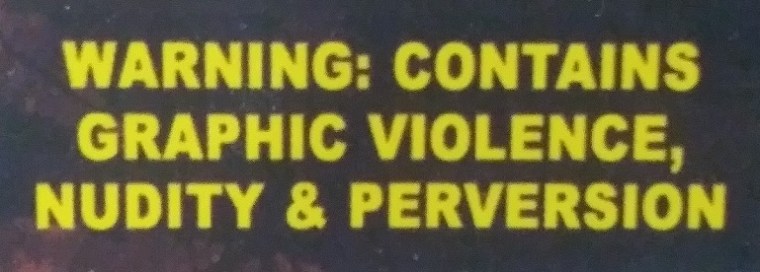 WARNING: CONTAINS
GRAPHIC VIOLENCE,
NUDITY & PERVERSION